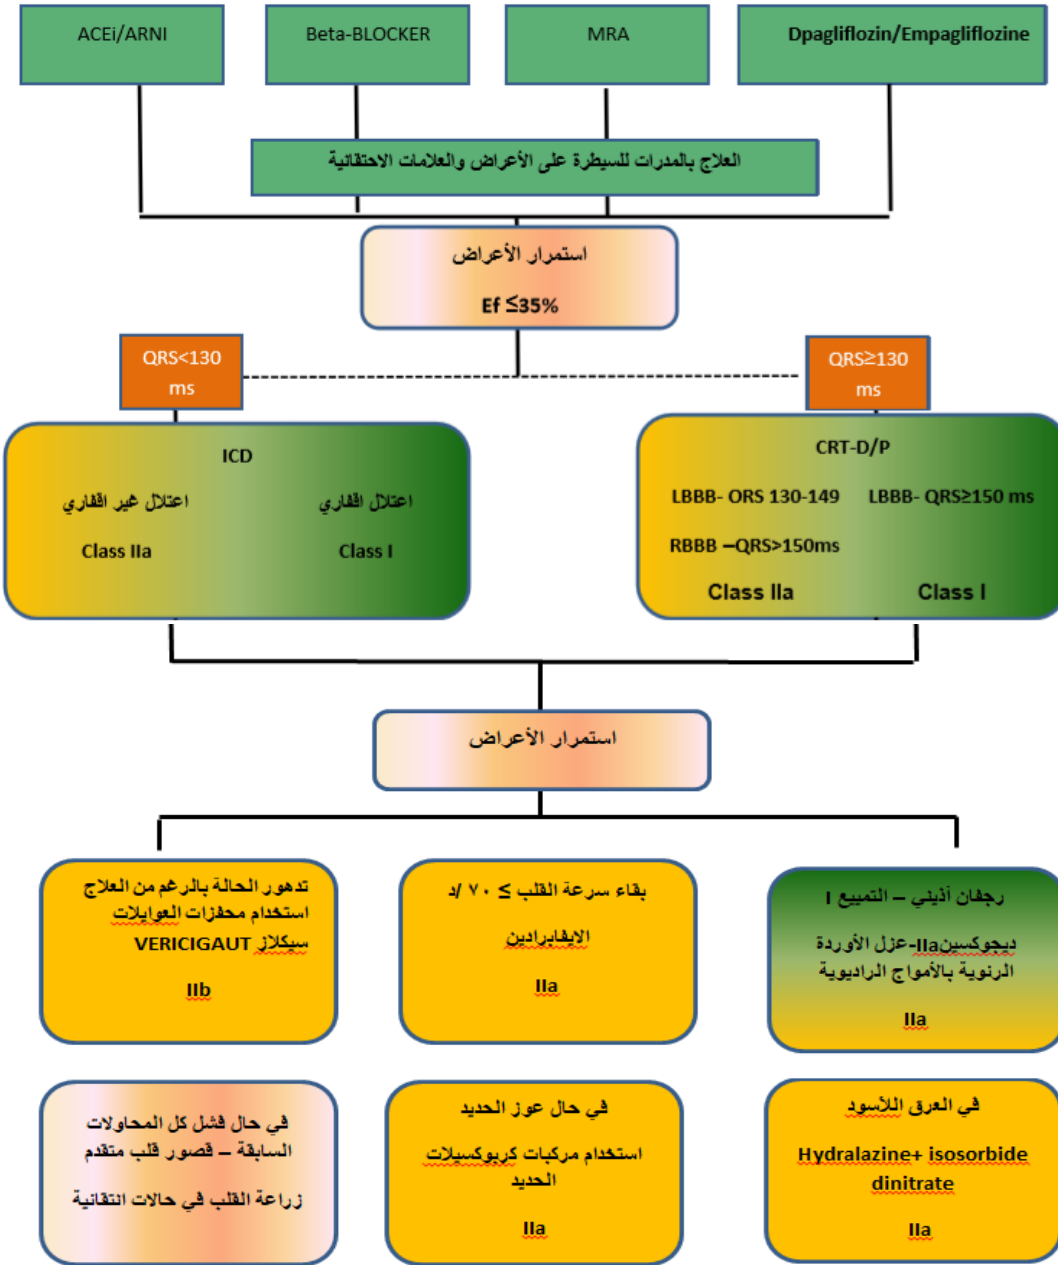 ACEi/ARNI
Beta-BLOCKER
MRA
Dpagliflozin/Empagliflozine
العلاج بالمدرات للسيطرة على الأعراض والعلامات الاحتقانية
استمرار الأعراض
Ef ≤35%
QRS<130
ms
QRS≥130
ms
ICD
اعتلال غير اقفاري
اعتلال اقفاري
Class IIa
Class I
CRT-D/P
LBBB- ORS 130-149
LBBB- QRS≥150 ms
RBBB –QRS>150ms
Class IIa
Class I
استمرار الأعراض
تدهور الحالة بالرغم من العلاج
استخدام محفزات الغوايلات
سيكلاز VERICIGAUT
IIb
بقاء سرعة القلب ≥ ٧٠ /د
الايفابرادين
IIa
رجفان أذيني – التمييع I
ديجوكسينIIa-عزل الأوردة
الرئوية بالأمواج الراديوية
IIa
في حال فشل كل المحاولات
السابقة – قصور قلب متقدم
زراعة القلب في حالات انتقائية
في حال عوز الحديد
استخدام مركبات كربوكسيلات
الحديد
IIa
في العرق اللأسود
Hydralazine+ isosorbide
dinitrate
IIa